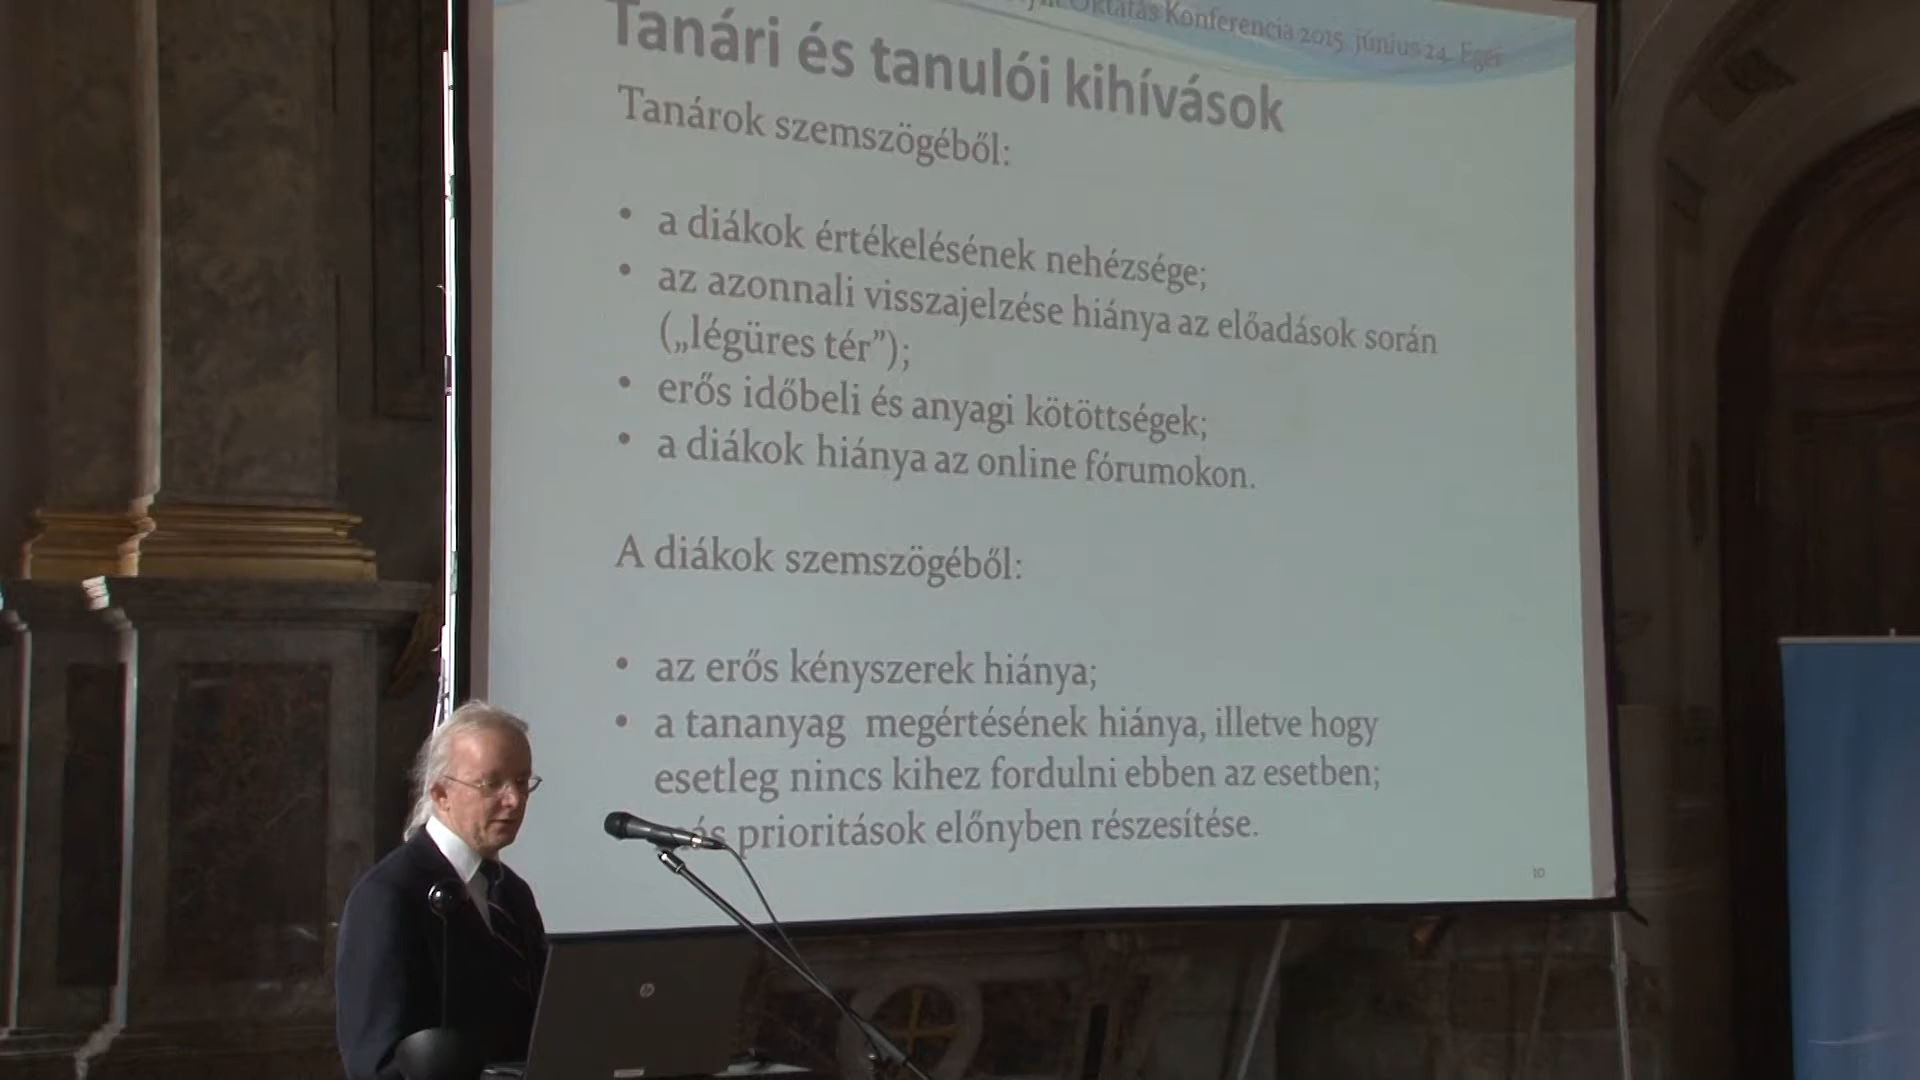 Oktatás Konferencia 2015. június 24. Eger
Tanári és tanulói kihívások
Tanárok szemszögéből:
• a diákok értékelésének nehézsége;
• az azonnali visszajelzése hiánya az előadások során
(„légüres tér”);
• erős időbeli és anyagi kötöttségek;
• a diákok hiánya az online fórumokon.
A diákok szemszögéből:
• az erős kényszerek hiánya;
• a tananyag megértésének hiánya, illetve hogy
esetleg nincs kihez fordulni ebben az esetben;
prioritások előnyben részesítése.
10
hp